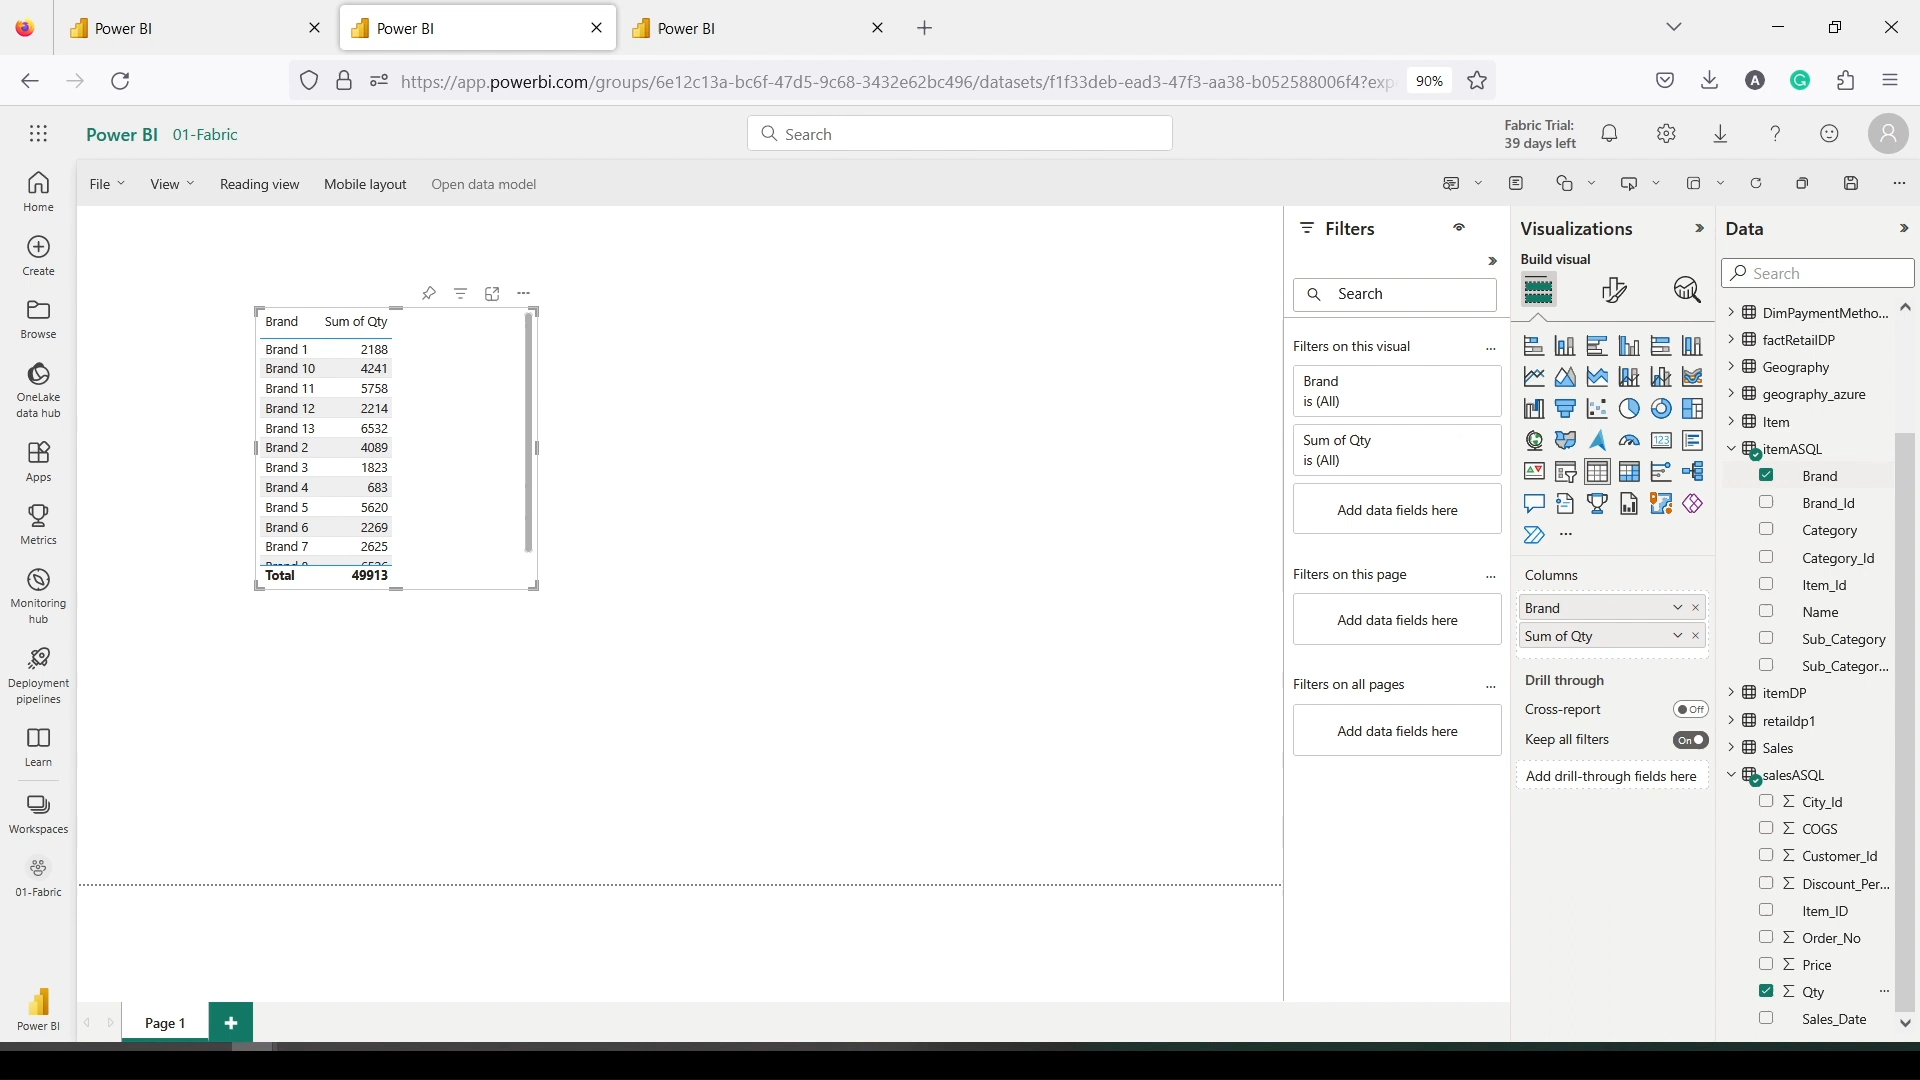 Power BI
Power BI
Power BI
https://app.powerbi.com/groups/6e12c13a-bc6f-47d5-9c68-3432e62bc496/datasets/f1f33deb-ead3-47f3-aa38-b052588006f4?exp
90%
A
Power BI 01-Fabric
Search
Fabric Trial:
39 days left
File
View
Reading view
Mobile layout
Open data model
Home
Create
Browse
OneLake
data hub
Apps
Metrics
Monitoring
hub
Deployment
pipelines
Learn
Workspaces
01-Fabric
Power BI
Brand Sum of Qty
Brand 1 2188
Brand 10 4241
Brand 11 5758
Brand 12 2214
Brand 13 6532
Brand 2 4089
Brand 3 1823
Brand 4 683
Brand 5 5620
Brand 6 2269
Brand 7 2625
Total 49913
Page 1
Filters
Search
Filters on this visual
Brand
is (All)
Sum of Qty
is (All)
Add data fields here
Filters on this page
Add data fields here
Filters on all pages
Add data fields here
Visualizations
Build visual
123
Columns
Brand
Sum of Qty
Drill through
Cross-report
Off
Keep all filters
On
Add drill-through fields here
Data
Search
DimPaymentMetho...
factRetailDP
Geography
geography_azure
Item
itemASQL
Brand
Brand_Id
Category
Category_Id
Item_Id
Name
Sub_Category
Sub_Categor...
itemDP
retaildp1
Sales
salesASQL
City_Id
COGS
Customer_Id
Discount_Per...
Item_ID
Order_No
Price
Qty
Sales_Date